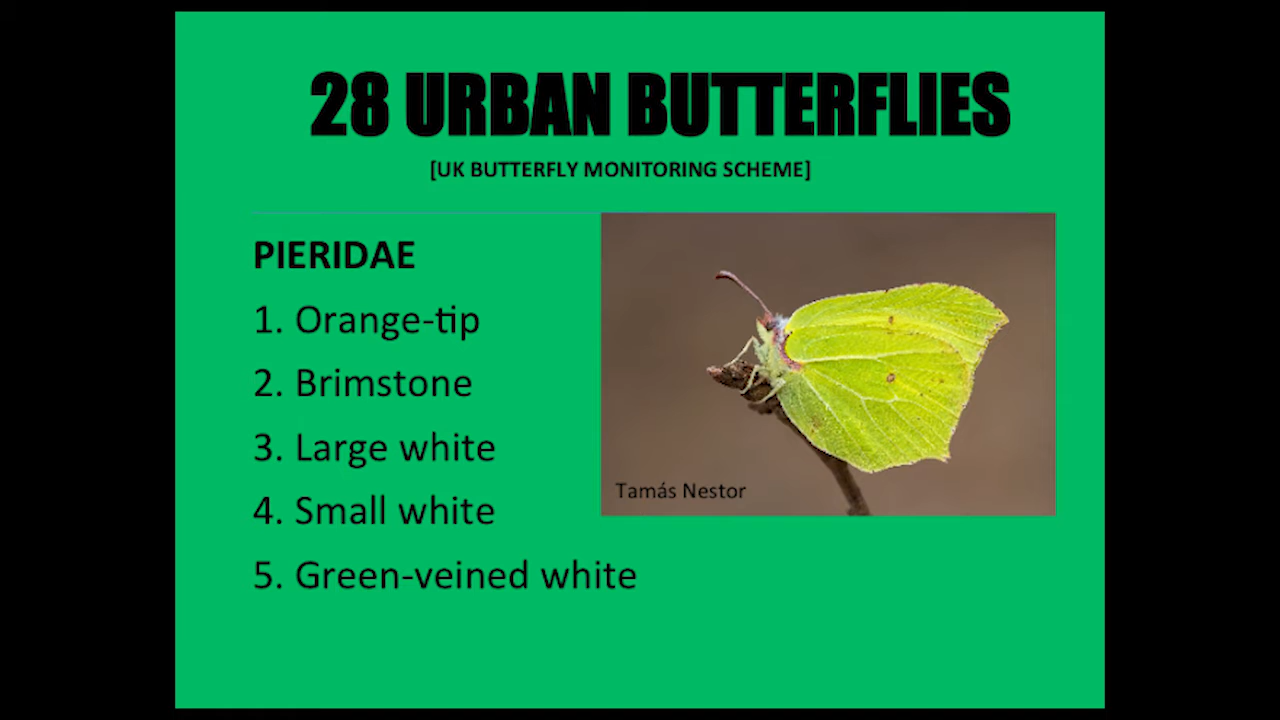 28 URBAN BUTTERFLIES
[UK BUTTERFLY MONITORING SCHEME]
PIERIDAE
1. Orange-tip
2. Brimstone
3. Large white
4. Small white
5. Green-veined white
Tamás Nestor